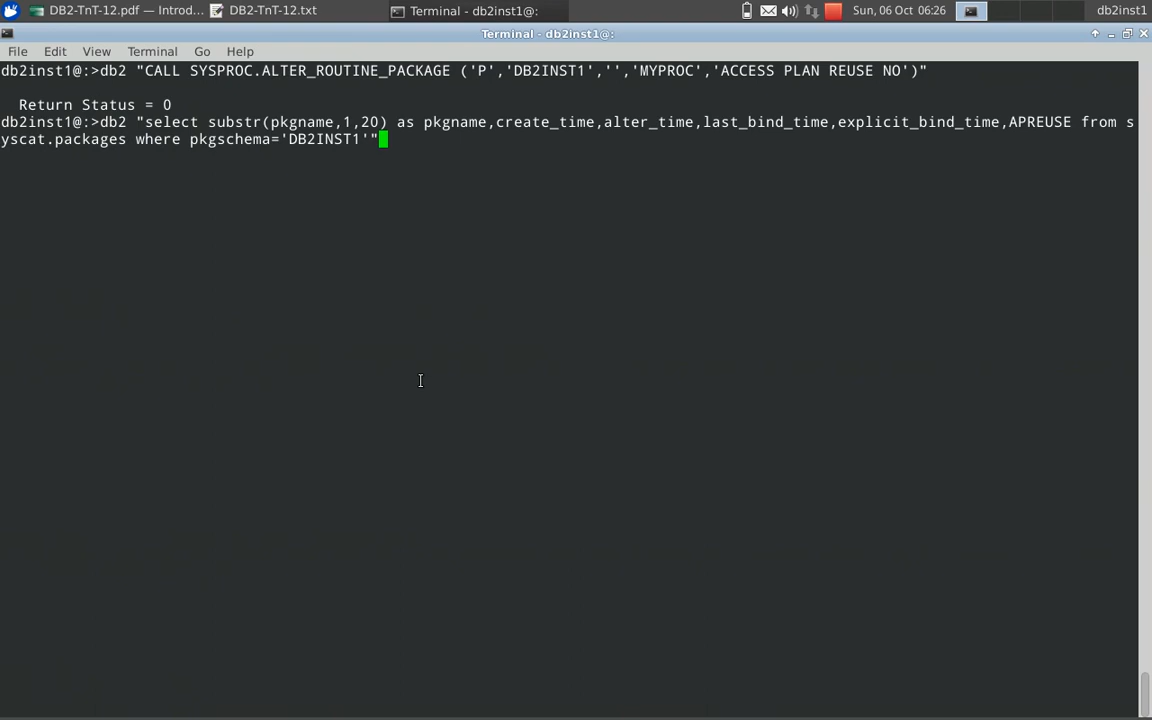 DB2-TnT-12.pdf — Introd... DB2-TnT-12.txt Terminal - db2inst1@: Sun, 06 Oct 06:26 db2inst1
Terminal - db2inst1@:
File Edit View Terminal Go Help
db2inst1@:>db2 "CALL SYSPROC.ALTER_ROUTINE_PACKAGE ('P','DB2INST1','','MYPROC','ACCESS PLAN REUSE NO')"
Return Status = 0
db2inst1@:>db2 "select substr(pkgname,1,20) as pkgname,create_time,alter_time,last_bind_time,explicit_bind_time,APREUSE from s
yscat.packages where pkgschema='DB2INST1'"